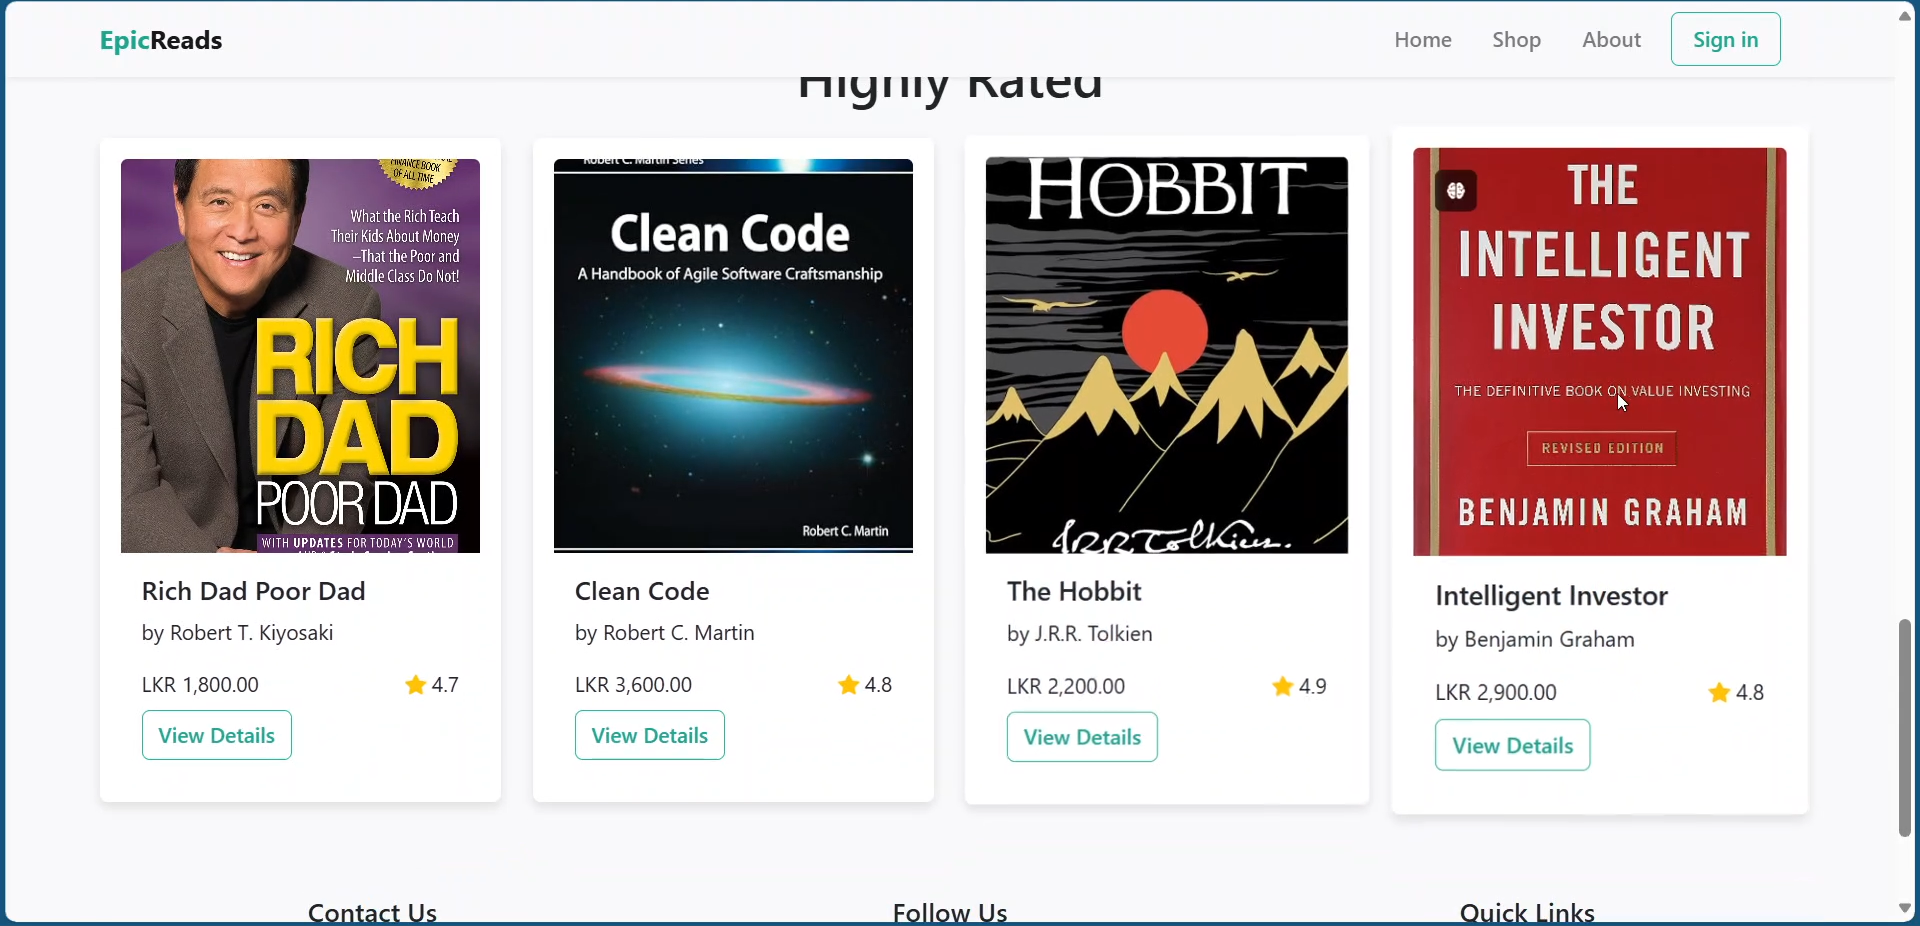 EpicReads
Home
Shop
About
Sign in
Highly Rated
FINANCE BOOK
OF ALL TIME
What the Rich Teach
Their Kids About Money
–That the Poor and
Middle Class Do Not!
RICH
DAD
POOR DAD
WITH UPDATES FOR TODAY'S WORLD
Rich Dad Poor Dad
by Robert T. Kiyosaki
LKR 1,800.00
4.7
View Details
Robert C. Martin Series
Clean Code
A Handbook of Agile Software Craftsmanship
Robert C. Martin
Clean Code
by Robert C. Martin
LKR 3,600.00
4.8
View Details
HOBBIT
JRR Tolkien.
The Hobbit
by J.R.R. Tolkien
LKR 2,200.00
4.9
View Details
THE
INTELLIGENT
INVESTOR
THE DEFINITIVE BOOK ON VALUE INVESTING
REVISED EDITION
BENJAMIN GRAHAM
Intelligent Investor
by Benjamin Graham
LKR 2,900.00
4.8
View Details
Contact Us
Follow Us
Quick Links